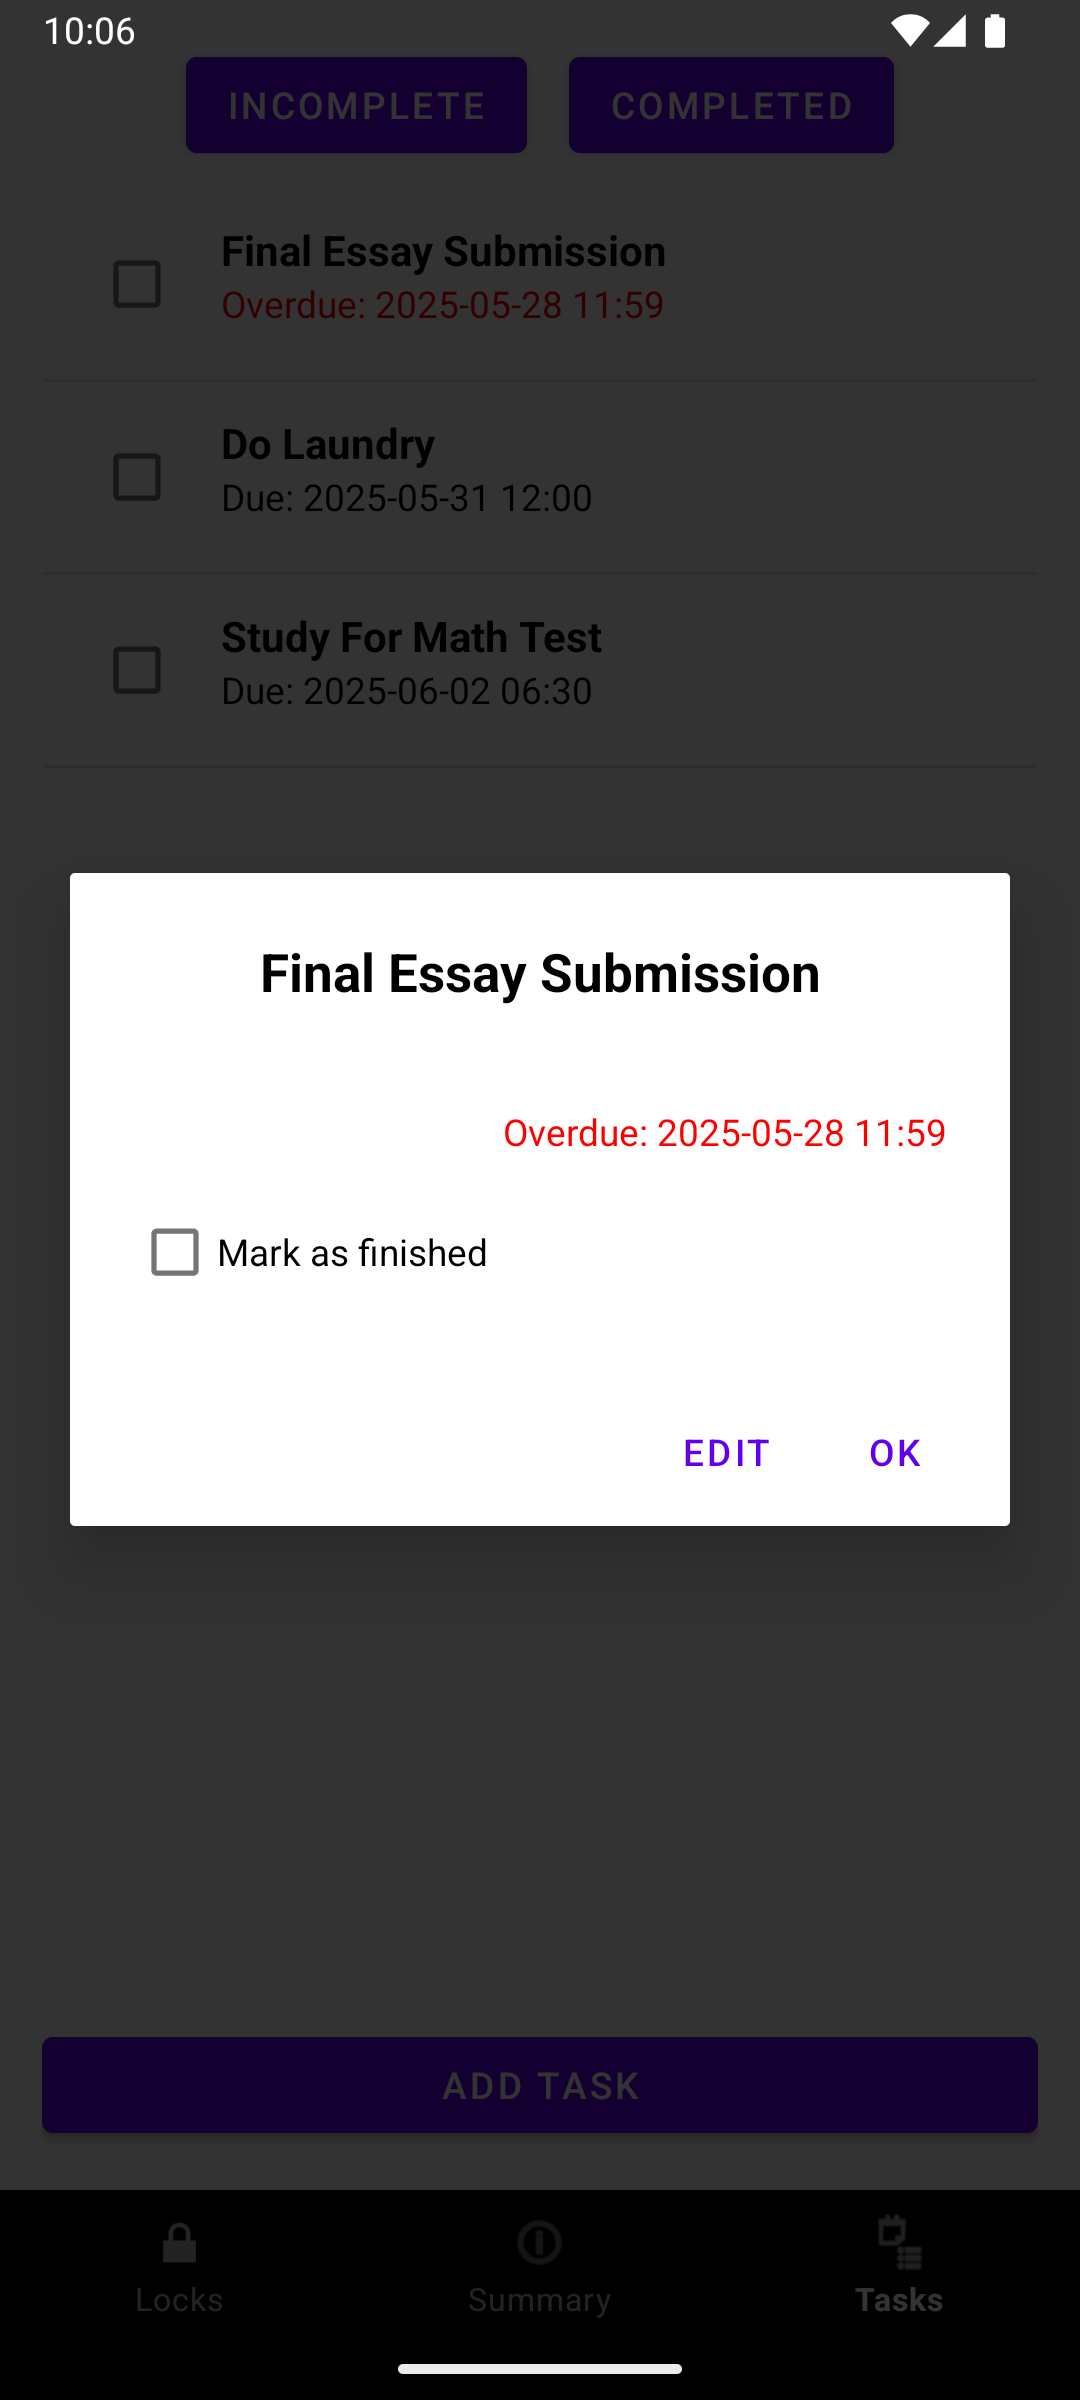 10:06
INCOMPLETE COMPLETED
Final Essay Submission
Overdue: 2025-05-28 11:59
Do Laundry
Due: 2025-05-31 12:00
Study For Math Test
Due: 2025-06-02 06:30
Final Essay Submission
Overdue: 2025-05-28 11:59
Mark as finished
EDIT OK
ADD TASK
Locks Summary Tasks